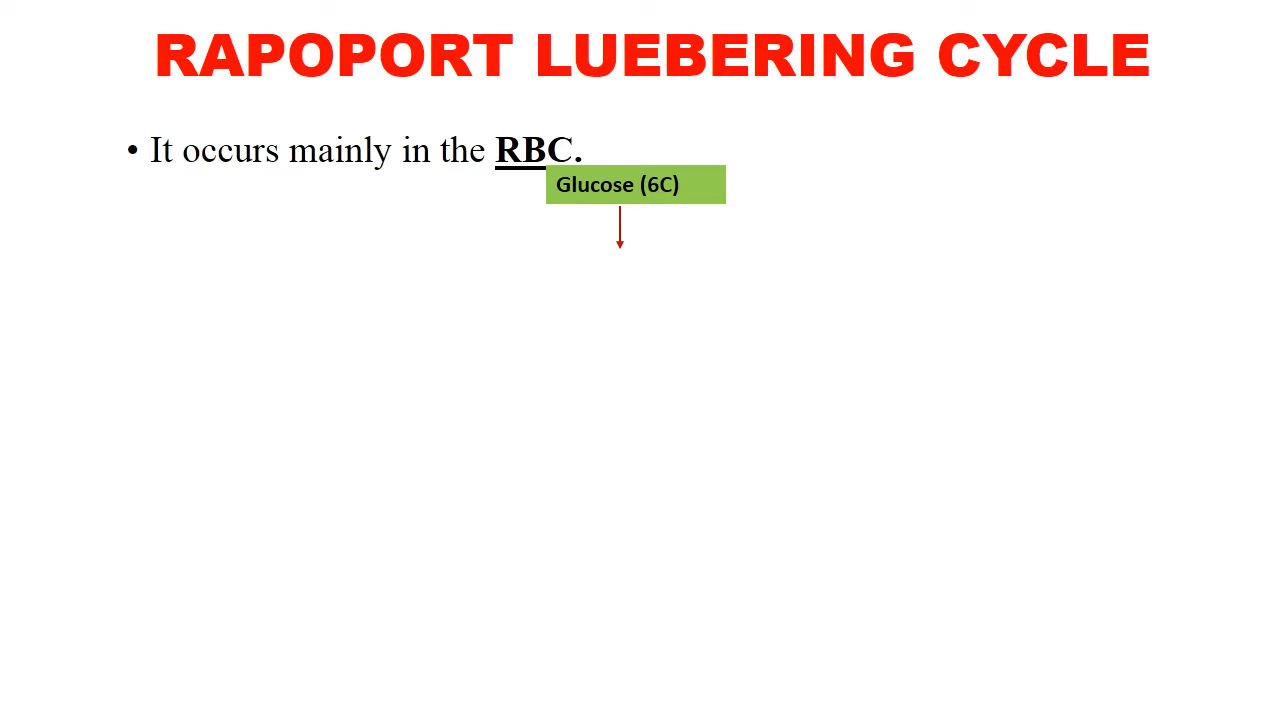 RAPOPORT LUEBERING CYCLE
• It occurs mainly in the RBC.
Glucose (6C)